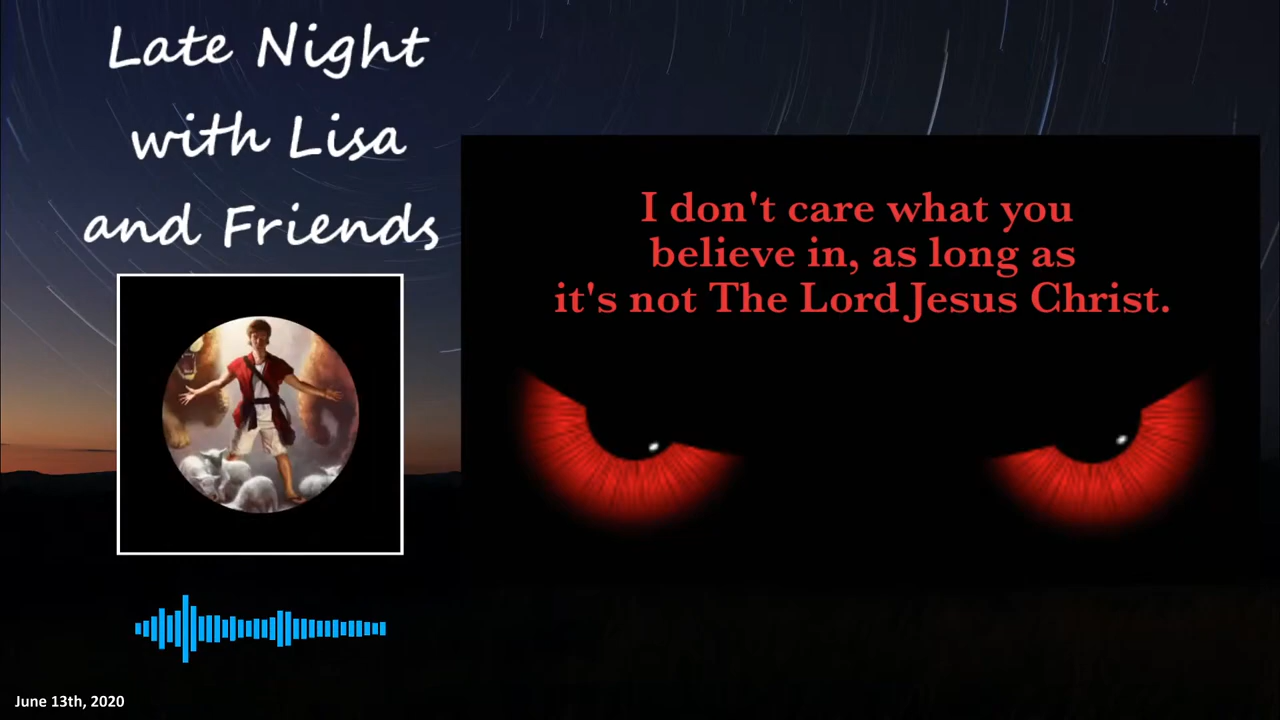 Late Night
with Lisa
and Friends
I don't care what you
believe in, as long as
it's not The Lord Jesus Christ.
June 13th, 2020